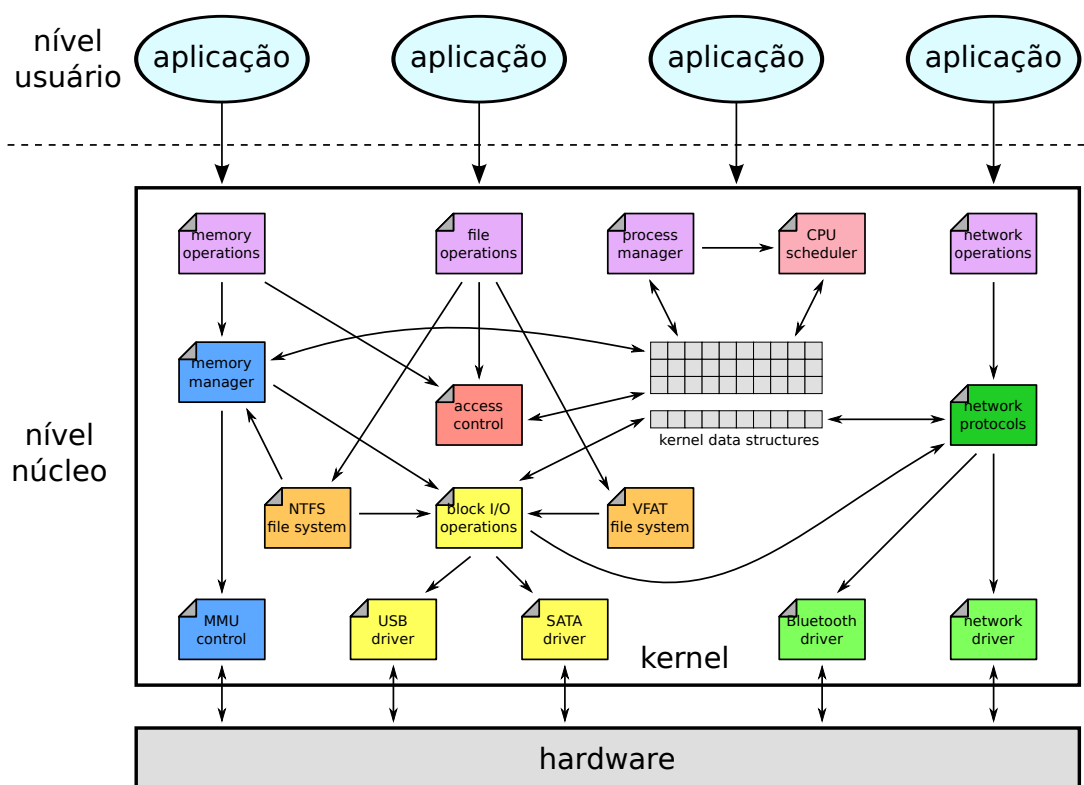 nível
usuário
aplicação
aplicação
aplicação
aplicação
memory
operations
file
operations
process
manager
CPU
scheduler
network
operations
memory
manager
access
control
kernel data structures
network
protocols
nível
núcleo
NTFS
file system
block I/O
operations
VFAT
file system
MMU
control
USB
driver
SATA
driver
Bluetooth
driver
network
driver
kernel
hardware